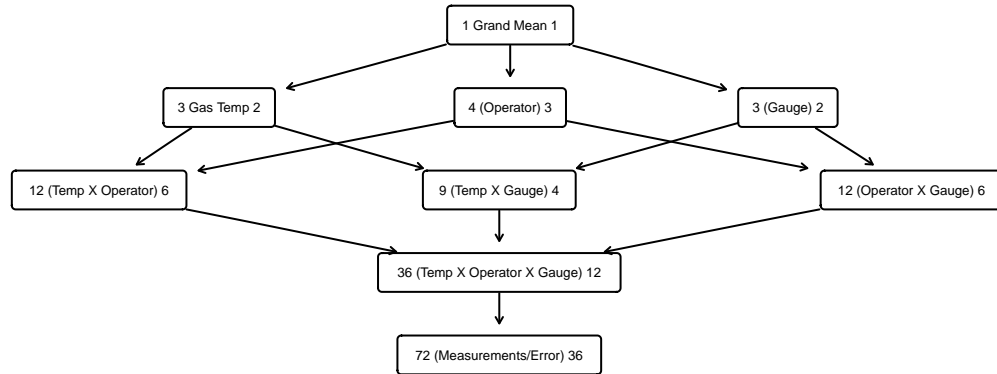 1 Grand Mean 1
3 Gas Temp 2
4 (Operator) 3
3 (Gauge) 2
12 (Temp X Operator) 6
9 (Temp X Gauge) 4
12 (Operator X Gauge) 6
36 (Temp X Operator X Gauge) 12
72 (Measurements/Error) 36